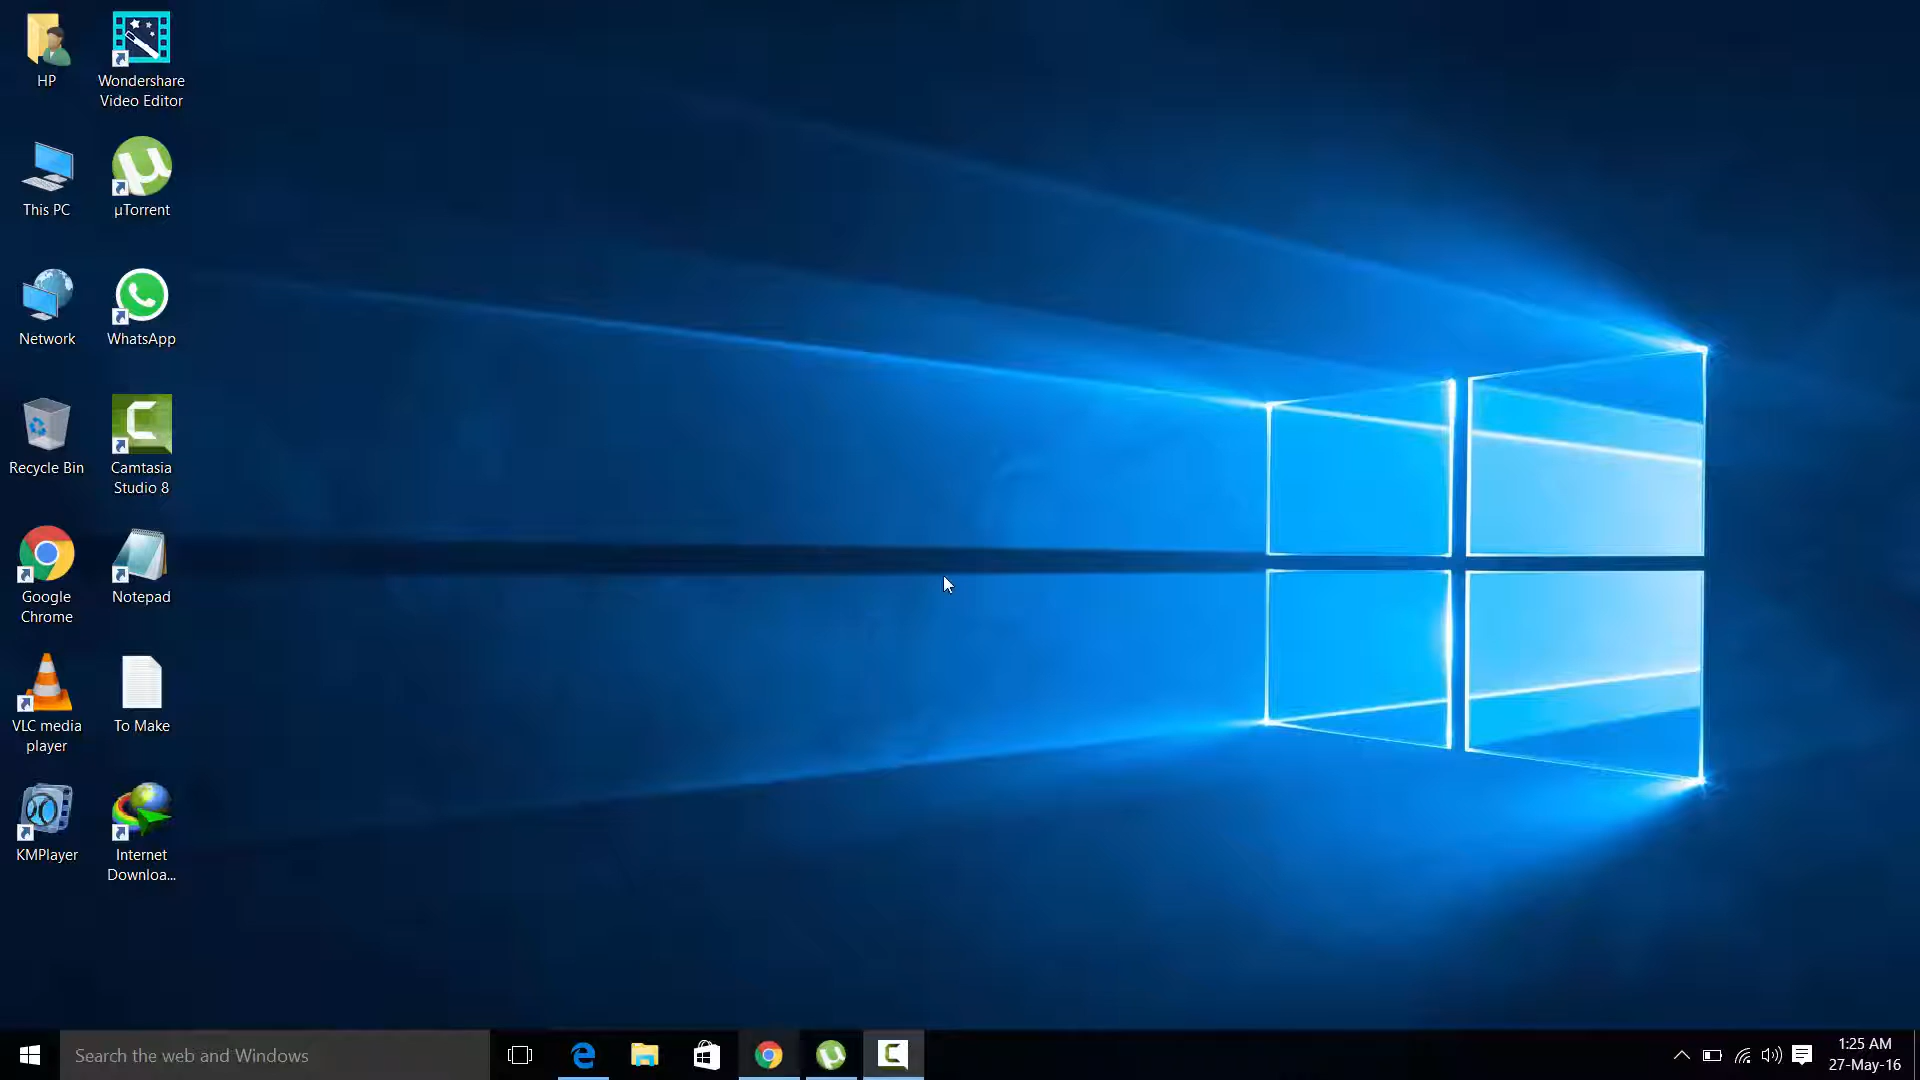 HP
Wondershare
Video Editor
This PC
µTorrent
Network
WhatsApp
Recycle Bin
Camtasia
Studio 8
Google
Chrome
Notepad
VLC media
player
To Make
KMPlayer
Internet
Downloa...
Search the web and Windows
1:25 AM
27-May-16